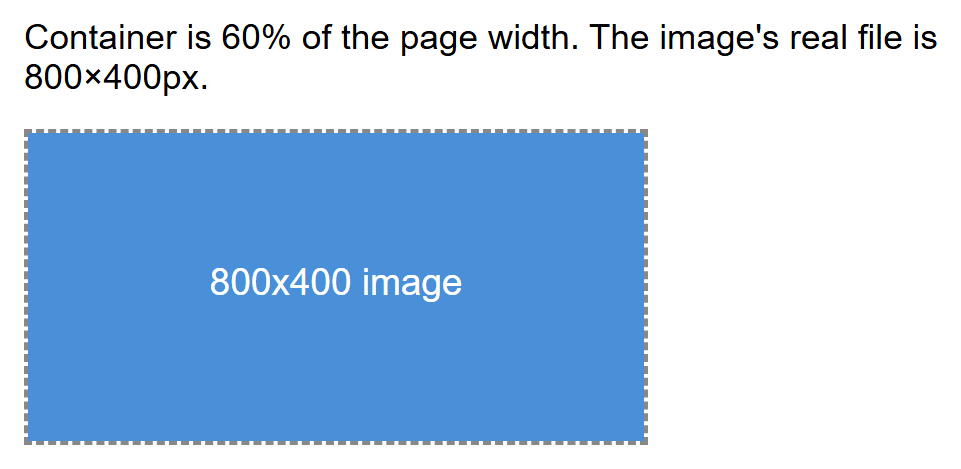 Container is 60% of the page width. The image's real file is
800×400px.
800x400 image